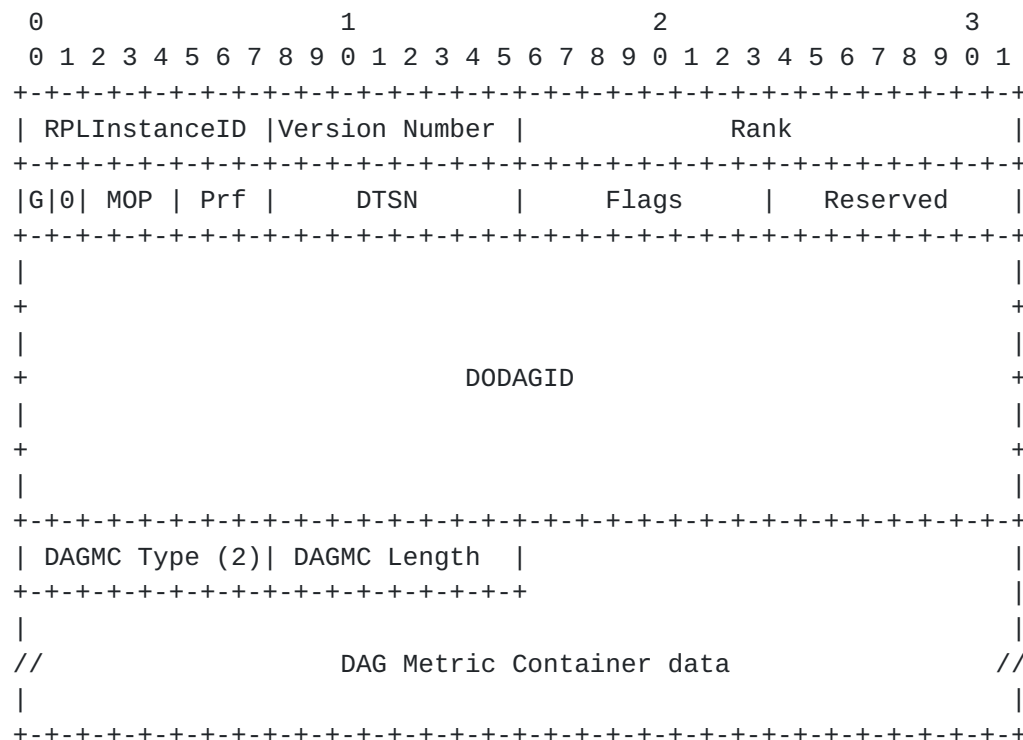 0                   1                   2                   3
 0 1 2 3 4 5 6 7 8 9 0 1 2 3 4 5 6 7 8 9 0 1 2 3 4 5 6 7 8 9 0 1
+-+-+-+-+-+-+-+-+-+-+-+-+-+-+-+-+-+-+-+-+-+-+-+-+-+-+-+-+-+-+-+-+
| RPLInstanceID |Version Number |             Rank              |
+-+-+-+-+-+-+-+-+-+-+-+-+-+-+-+-+-+-+-+-+-+-+-+-+-+-+-+-+-+-+-+-+
|G|0| MOP | Prf |     DTSN      |     Flags     |   Reserved    |
+-+-+-+-+-+-+-+-+-+-+-+-+-+-+-+-+-+-+-+-+-+-+-+-+-+-+-+-+-+-+-+-+
|                                                               |
+                                                               +
|                                                               |
+                            DODAGID                            +
|                                                               |
+                                                               +
|                                                               |
+-+-+-+-+-+-+-+-+-+-+-+-+-+-+-+-+-+-+-+-+-+-+-+-+-+-+-+-+-+-+-+-+
| DAGMC Type (2)| DAGMC Length  |                               |
+-+-+-+-+-+-+-+-+-+-+-+-+-+-+-+-+                               |
|                                                               |
//                   DAG Metric Container data                 //
|                                                               |
+-+-+-+-+-+-+-+-+-+-+-+-+-+-+-+-+-+-+-+-+-+-+-+-+-+-+-+-+-+-+-+-+